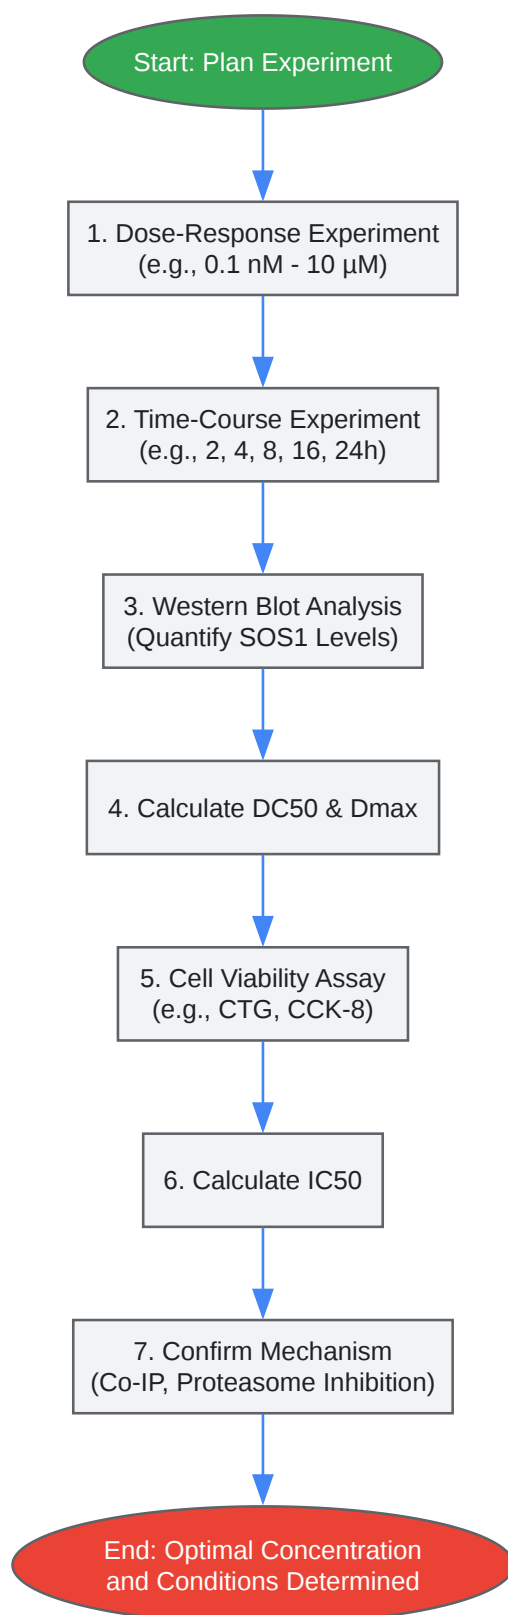 Start: Plan Experiment
1. Dose-Response Experiment
(e.g., 0.1 nM - 10 µM)
2. Time-Course Experiment
(e.g., 2, 4, 8, 16, 24h)
3. Western Blot Analysis
(Quantify SOS1 Levels)
4. Calculate DC50 & Dmax
5. Cell Viability Assay
(e.g., CTG, CCK-8)
6. Calculate IC50
7. Confirm Mechanism
(Co-IP, Proteasome Inhibition)
End: Optimal Concentration
and Conditions Determined